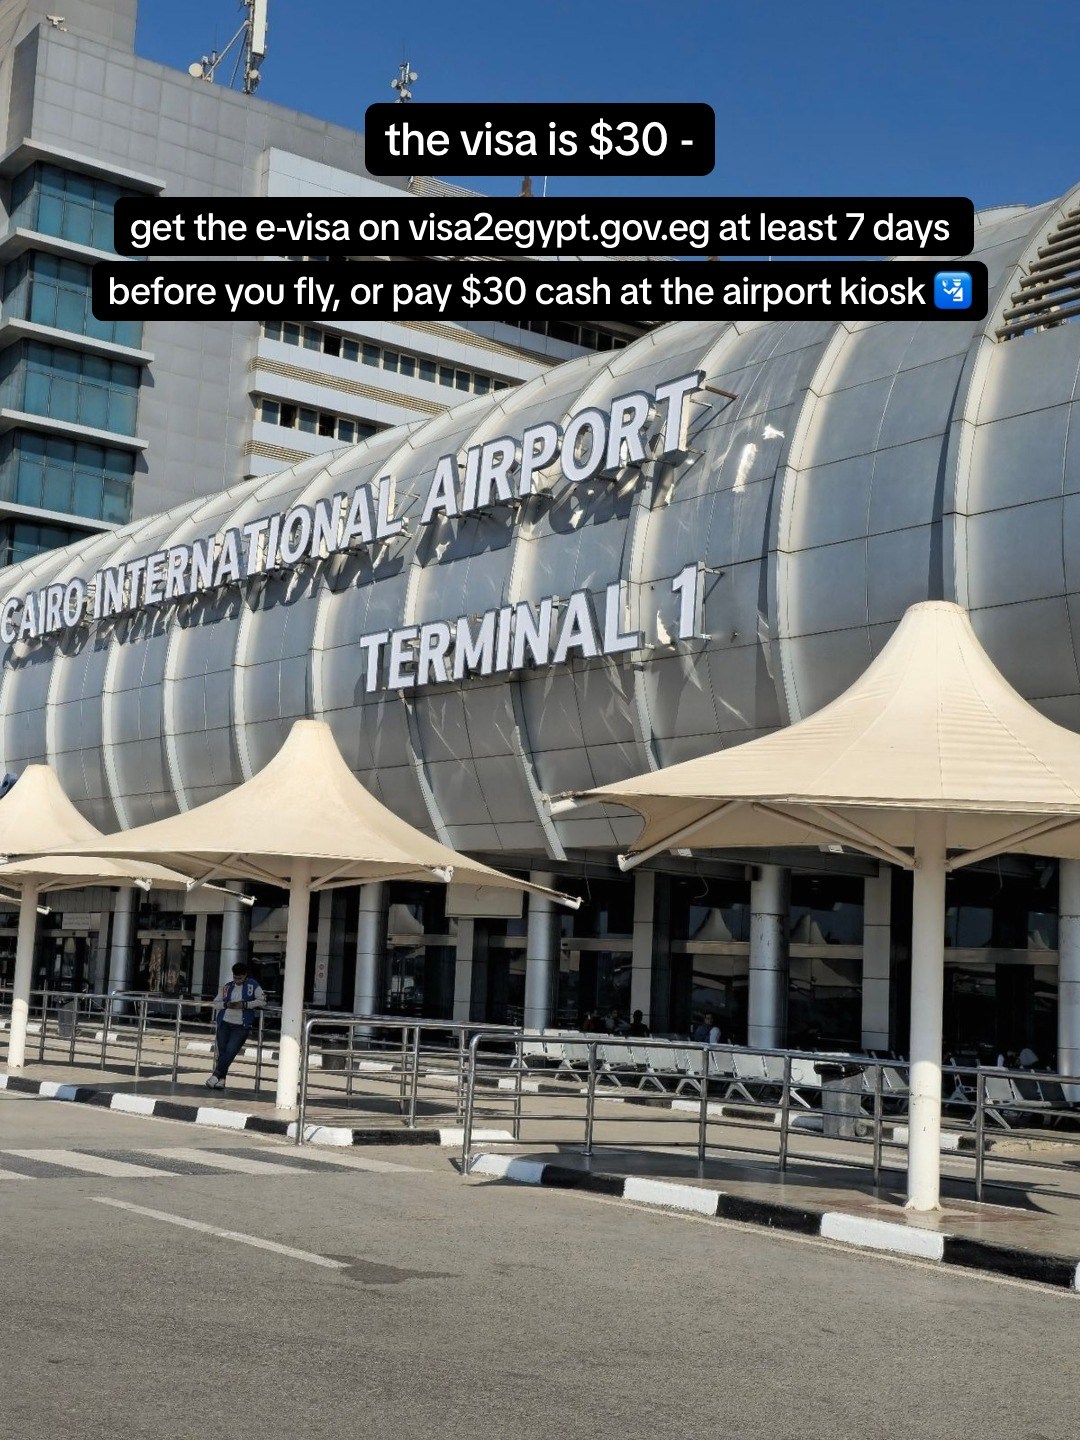 the visa is $30 -
get the e-visa on visa2egypt.gov.eg at least 7 days
before you fly, or pay $30 cash at the airport kiosk 🛂
CAIRO INTERNATIONAL AIRPORT
TERMINAL 1